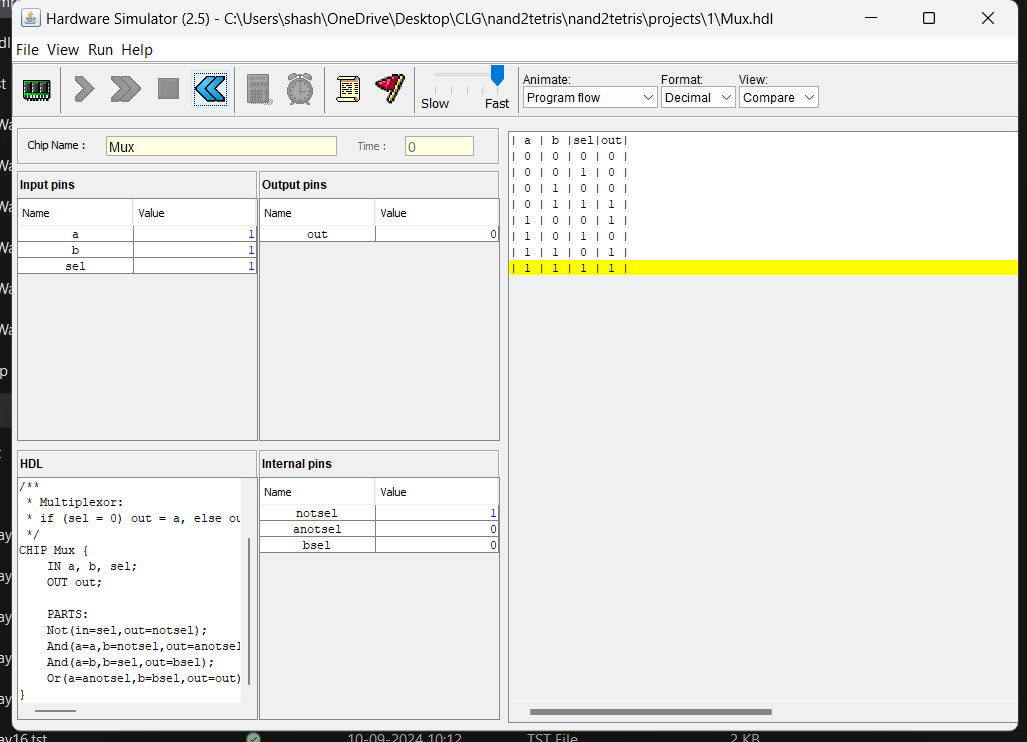 Hardware Simulator (2.5) - C:\Users\shash\OneDrive\Desktop\CLG\nand2tetris\nand2tetris\projects\1\Mux.hdl
File View Run Help
Slow Fast
Animate: Format: View:
Program flow Decimal Compare
Chip Name : Mux Time : 0
Input pins
Name Value
a 1
b 1
sel 1
Output pins
Name Value
out 0
HDL
/**
* Multiplexor:
* if (sel = 0) out = a, else
*/
CHIP Mux {
IN a, b, sel;
OUT out;
PARTS:
Not(in=sel,out=notsel);
And(a=a,b=notsel,out=anotsel
And(a=b,b=sel,out=bsel);
Or(a=anotsel,b=bsel,out=out)
}
Internal pins
Name Value
notsel 1
anotsel 0
bsel 0
| a | b |sel|out|
| 0 | 0 | 0 | 0 |
| 0 | 0 | 1 | 0 |
| 0 | 1 | 0 | 0 |
| 0 | 1 | 1 | 1 |
| 1 | 0 | 0 | 1 |
| 1 | 0 | 1 | 0 |
| 1 | 1 | 0 | 1 |
| 1 | 1 | 1 | 1 |
10-09-2024 10:12 TST File 2 KB